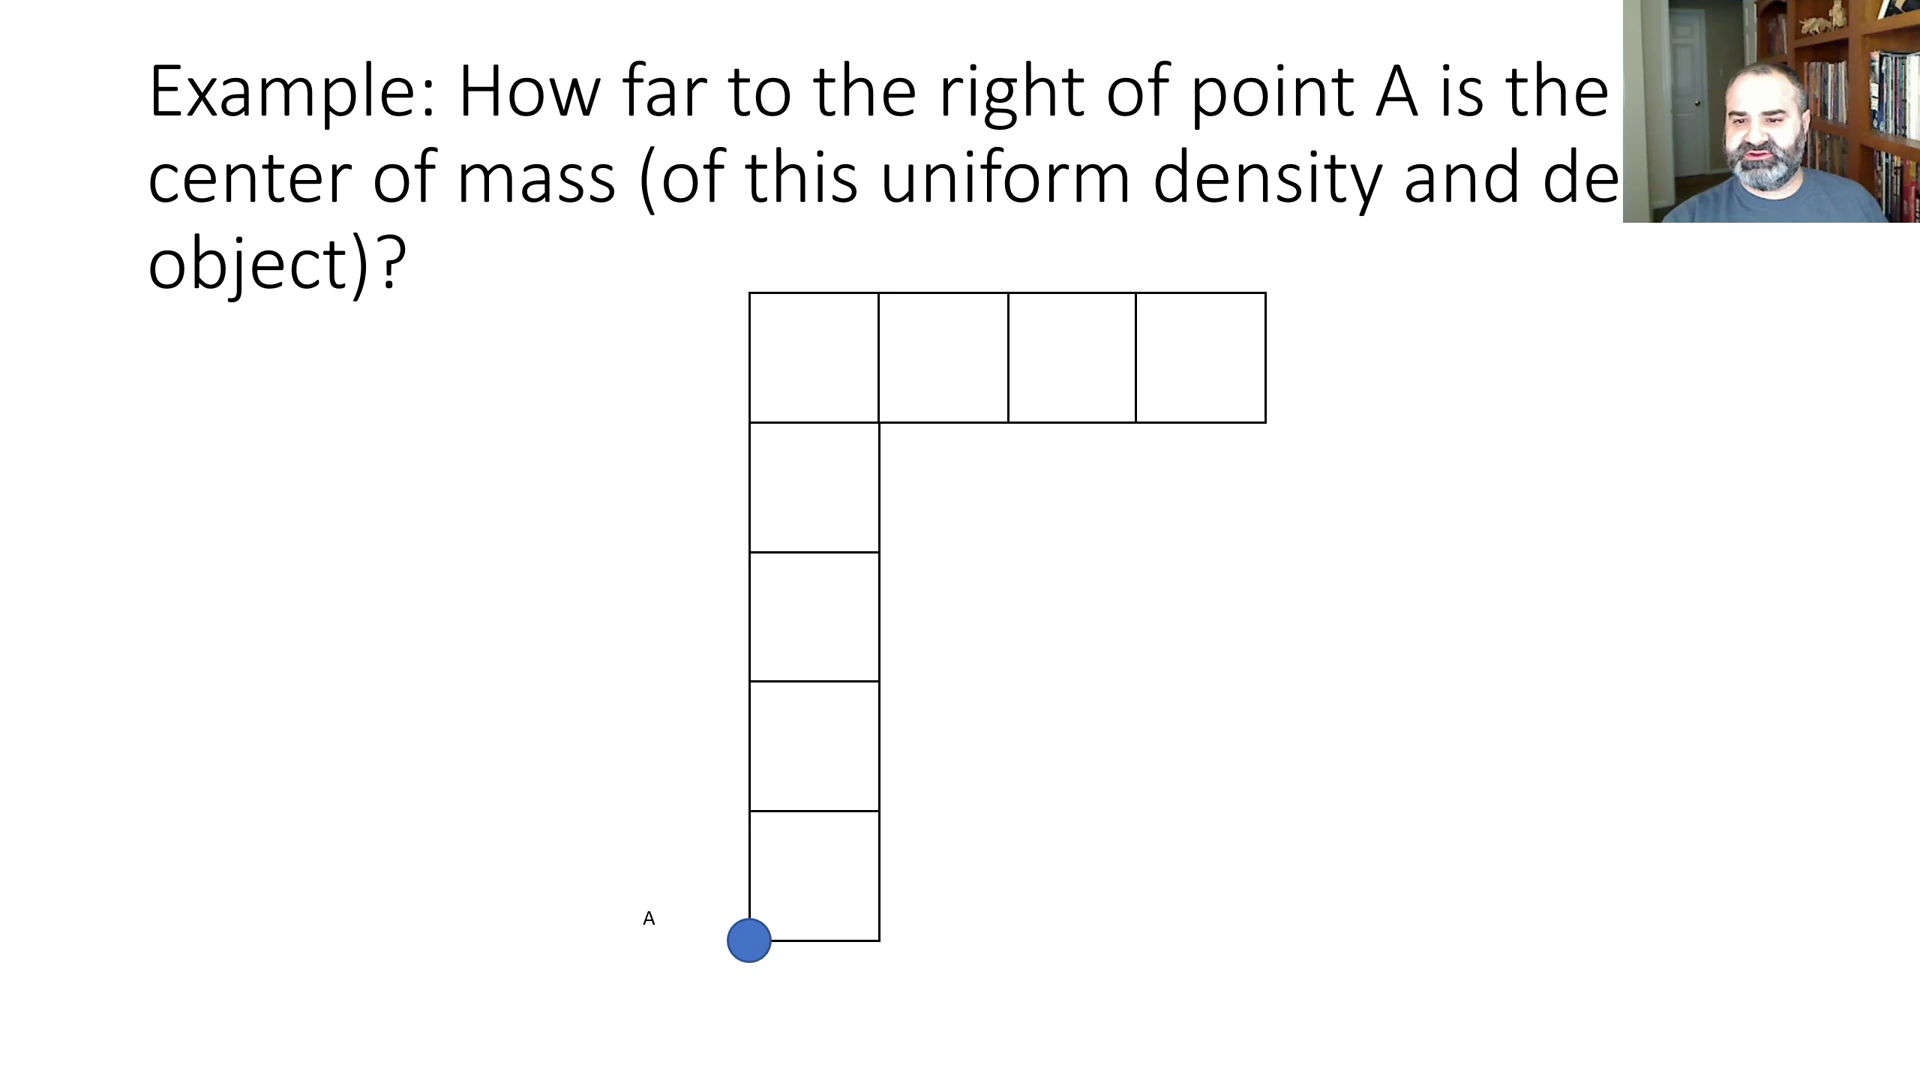 Example: How far to the right of point A is the
center of mass (of this uniform density and de
object)?
A